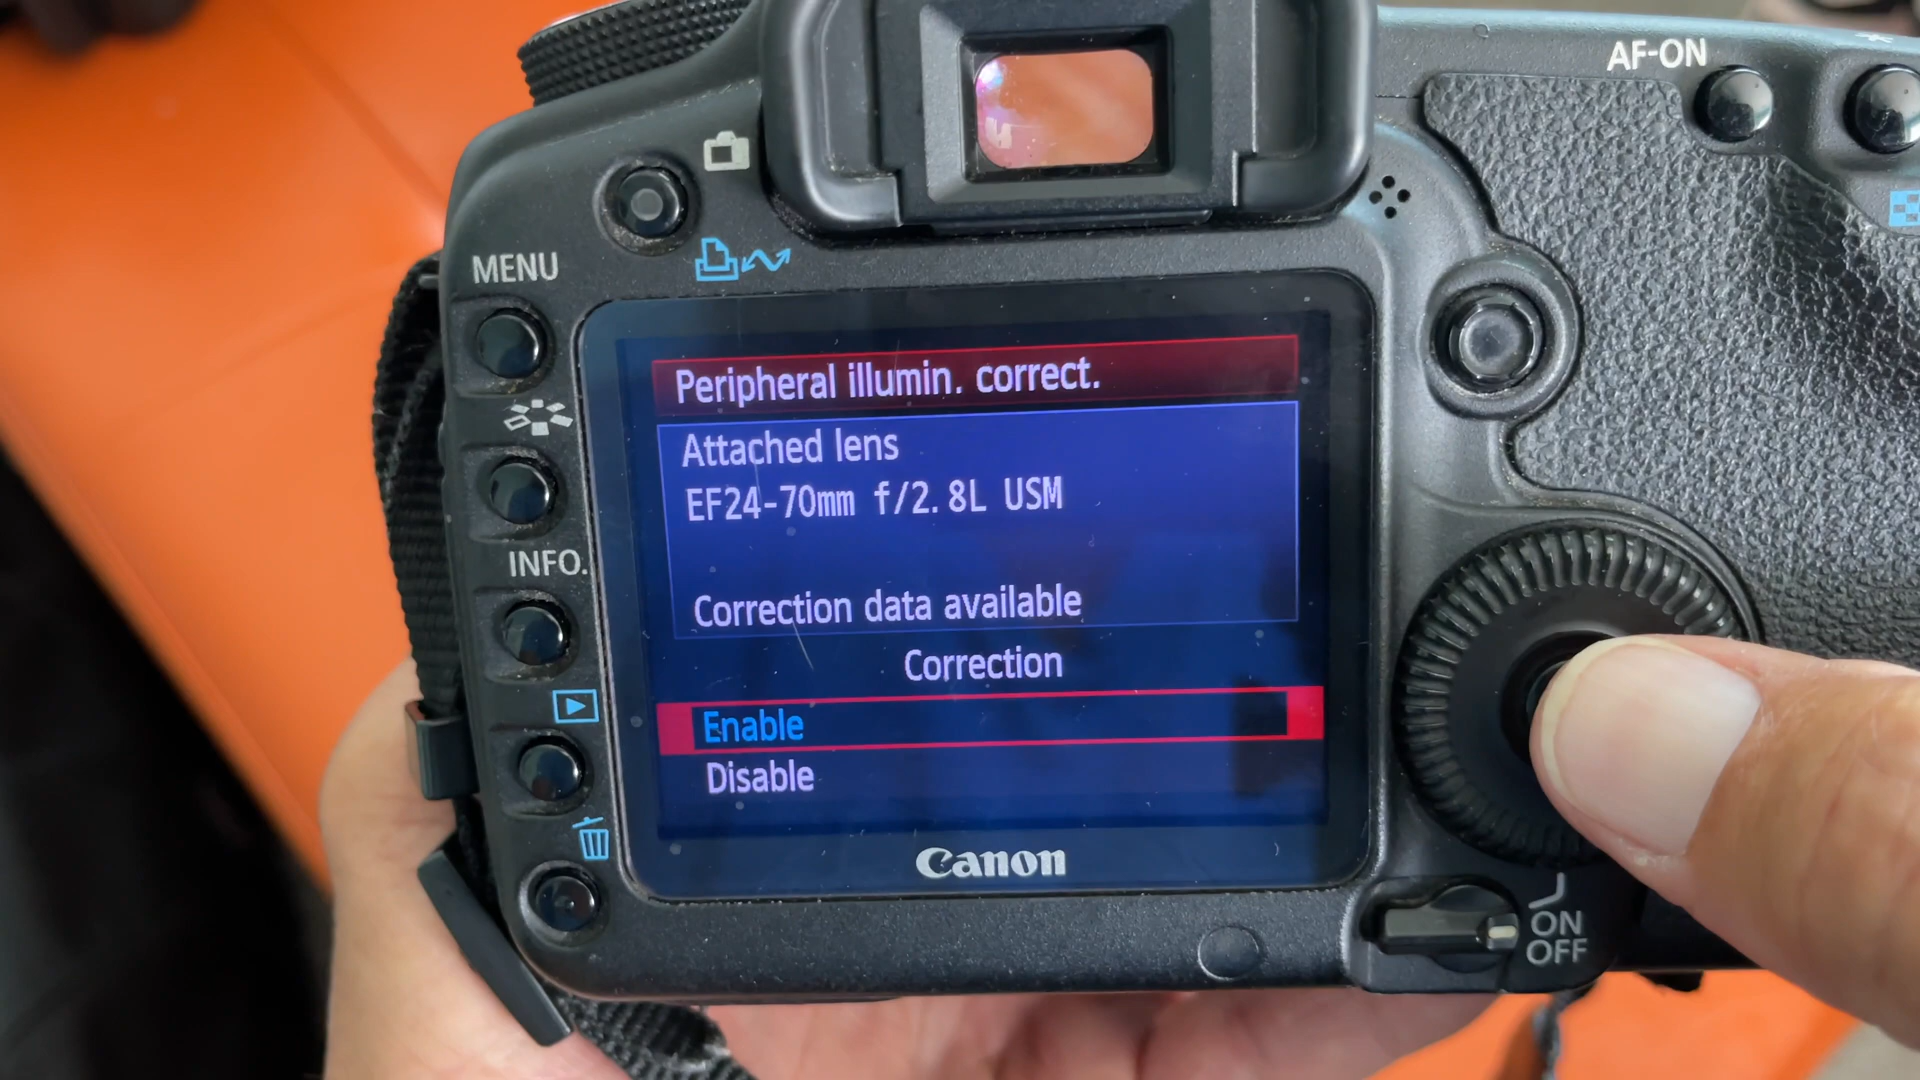 AF-ON
MENU
Peripheral illumin. correct.
Attached lens
EF24-70mm f/2.8L USM
INFO.
Correction data available
Correction
Enable
Disable
Canon
ON
OFF